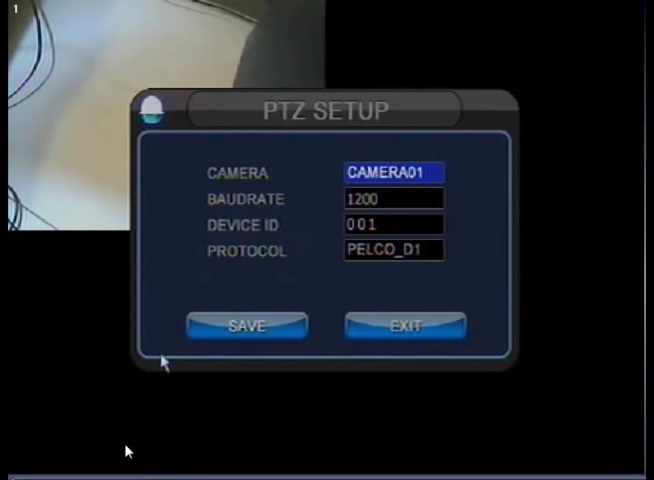 1
PTZ SETUP
CAMERA CAMERA01
BAUDRATE 1200
DEVICE ID 001
PROTOCOL PELCO_D1
SAVE EXIT